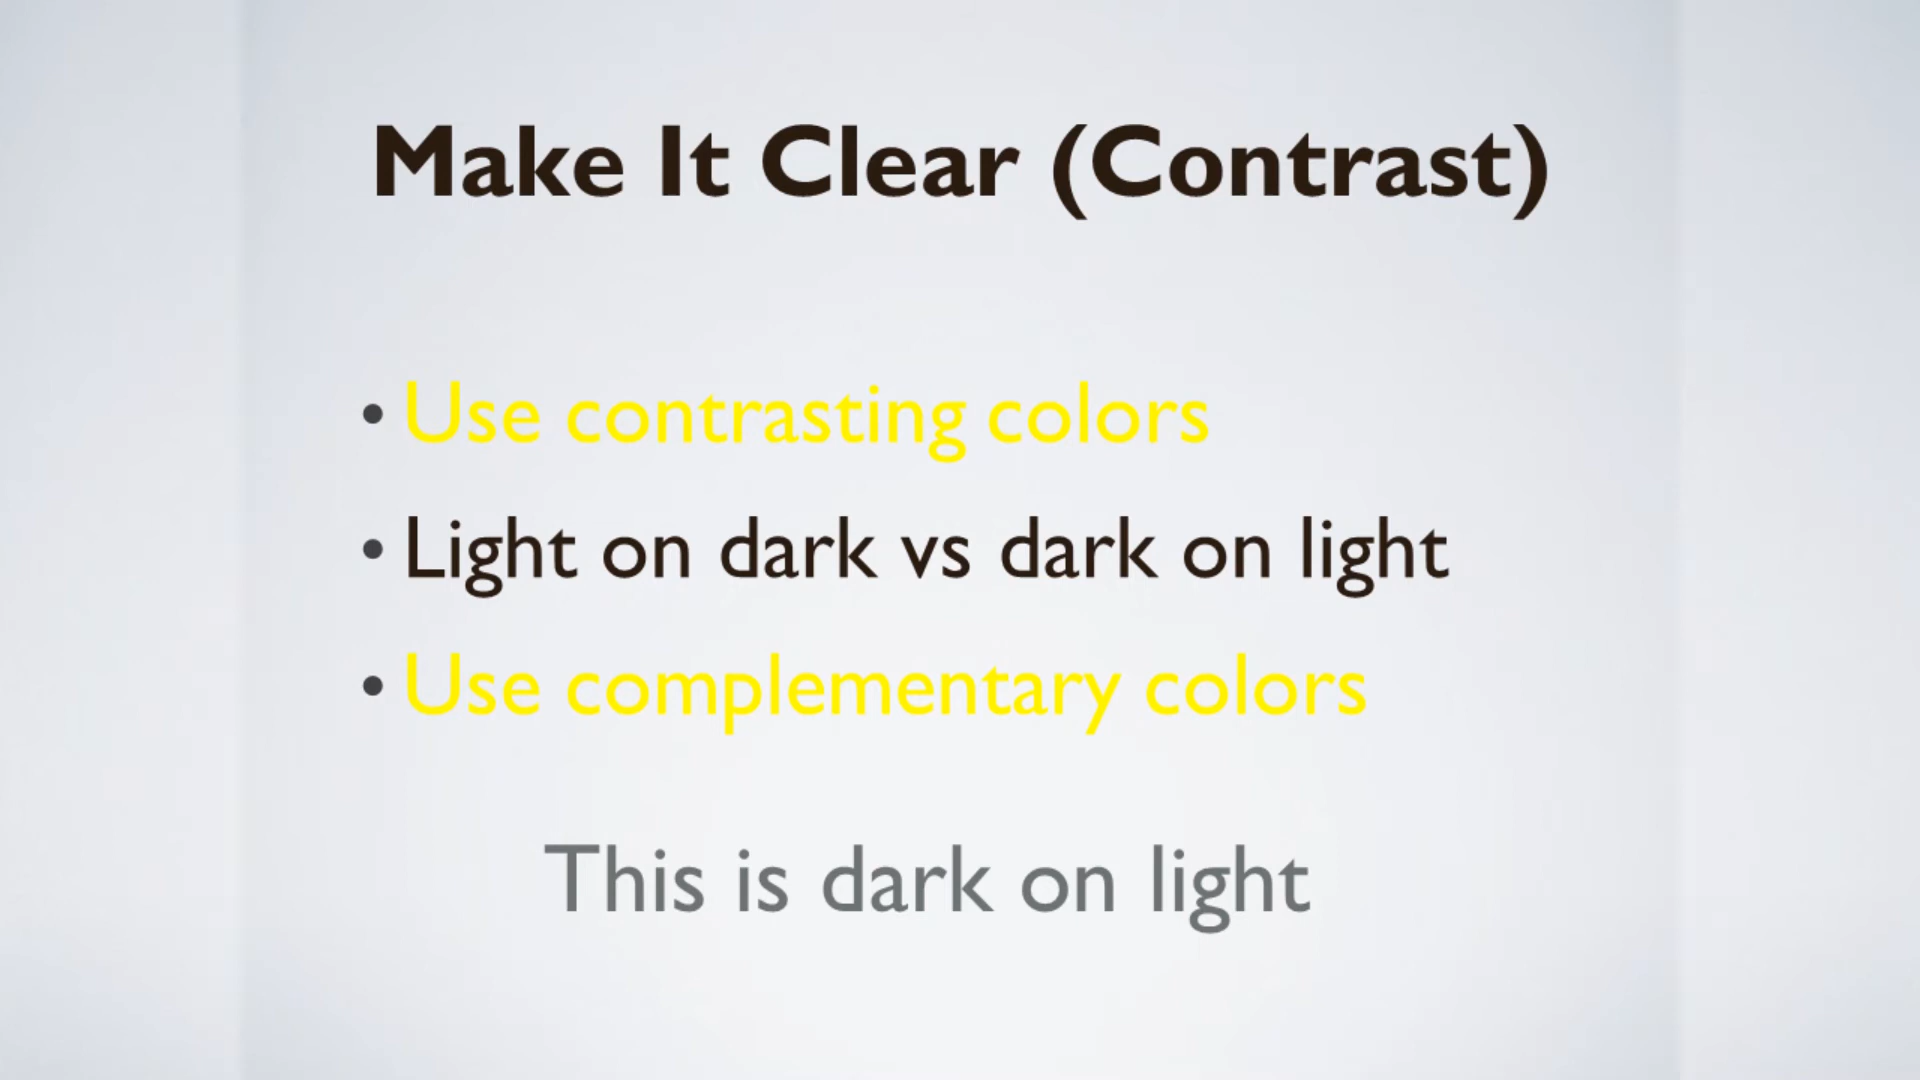 Make It Clear (Contrast)
• Use contrasting colors
• Light on dark vs dark on light
• Use complementary colors
This is dark on light